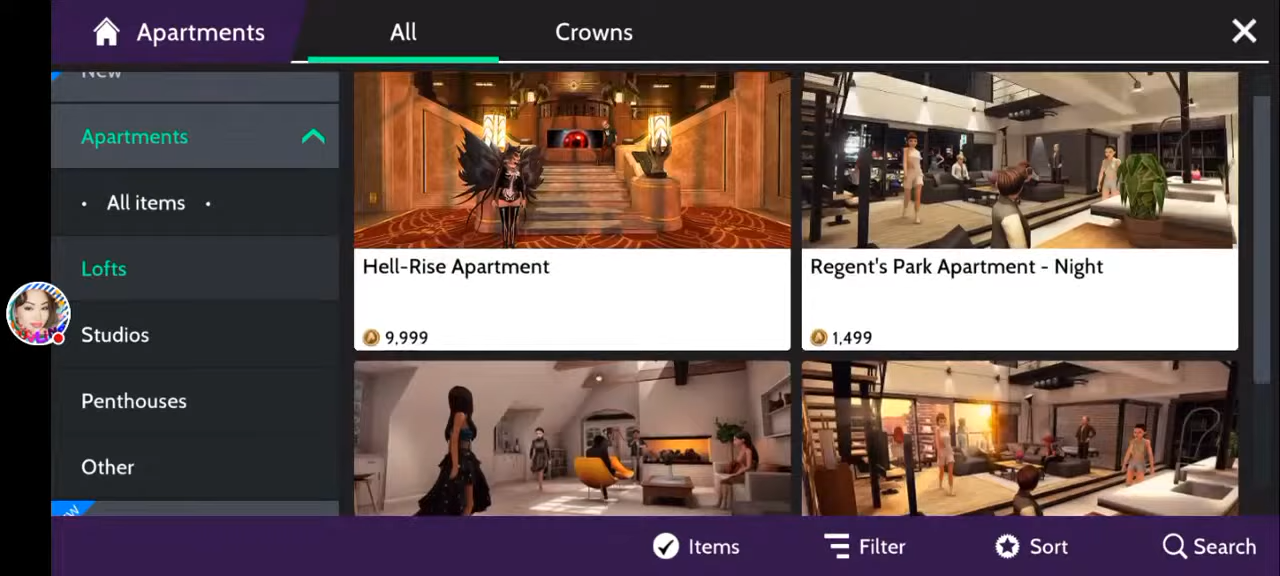 Apartments
All
Crowns
New
Apartments
All items
Lofts
Studios
Penthouses
Other
Hell-Rise Apartment
9,999
Regent's Park Apartment - Night
1,499
Items
Filter
Sort
Search